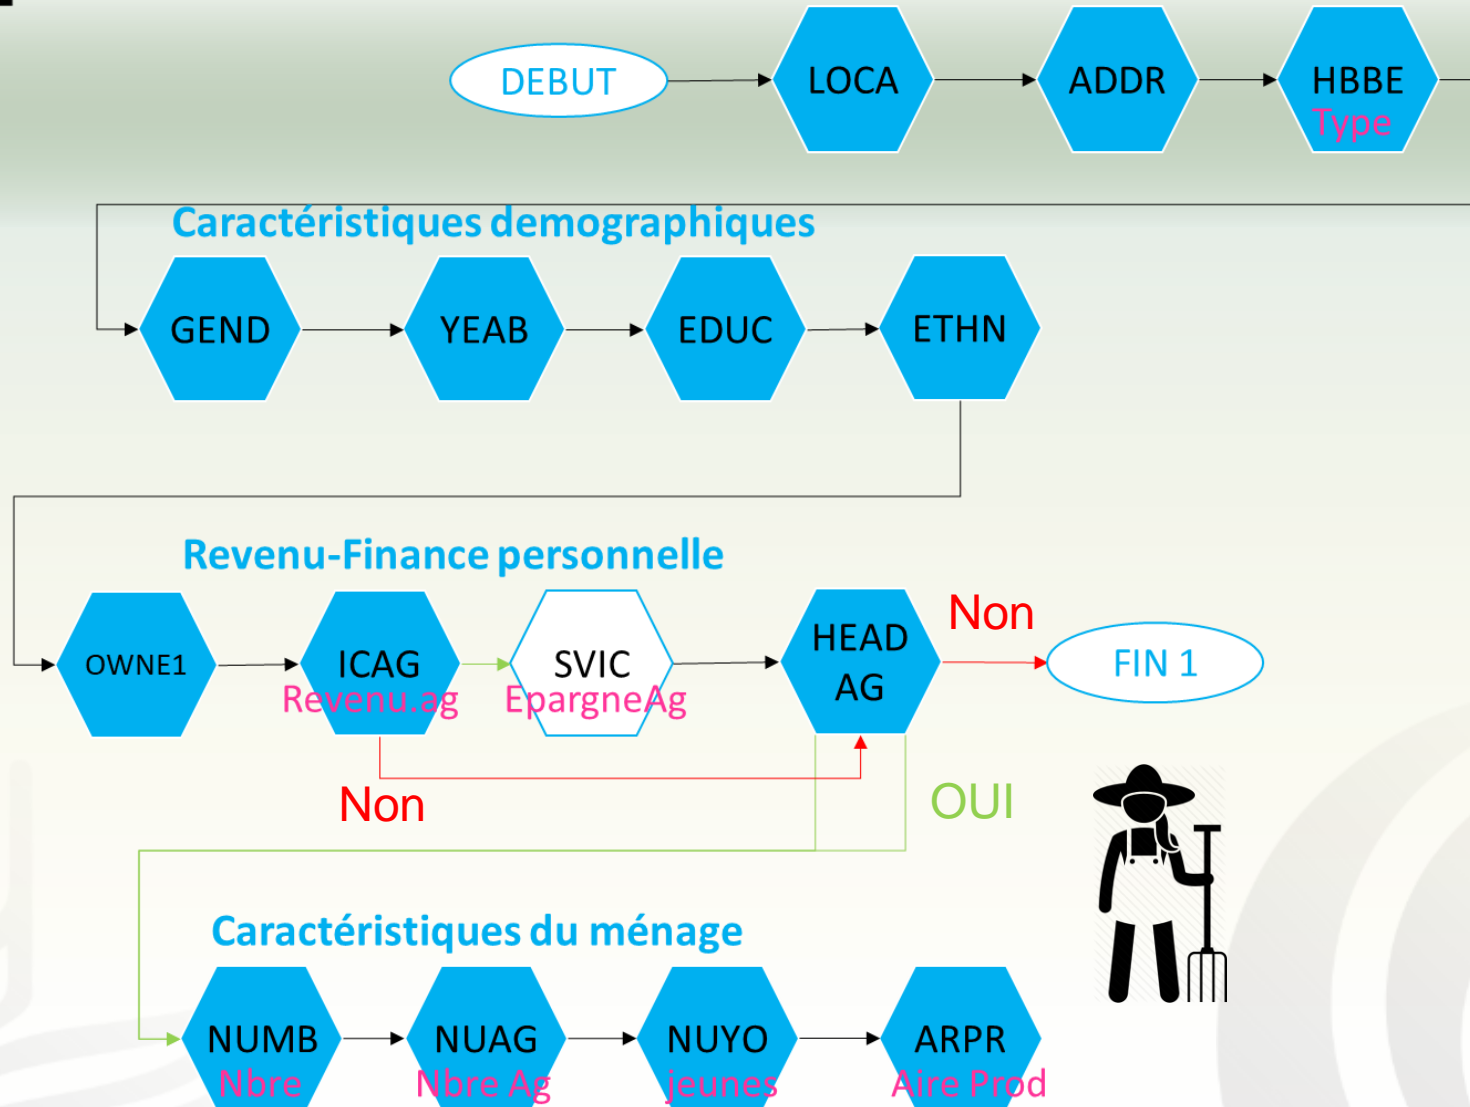 DEBUT
LOCA
ADDR
HBBE
Type
Caractéristiques demographiques
GEND
YEAB
EDUC
ETHN
Revenu-Finance personnelle
OWNE1
ICAG
Revenu.ag
SVIC
EpargneAg
HEAD
AG
Non
FIN 1
Non
OUI
Caractéristiques du ménage
NUMB
Nbre
NUAG
Nbre Ag
NUYO
jeunes
ARPR
Aire Prod